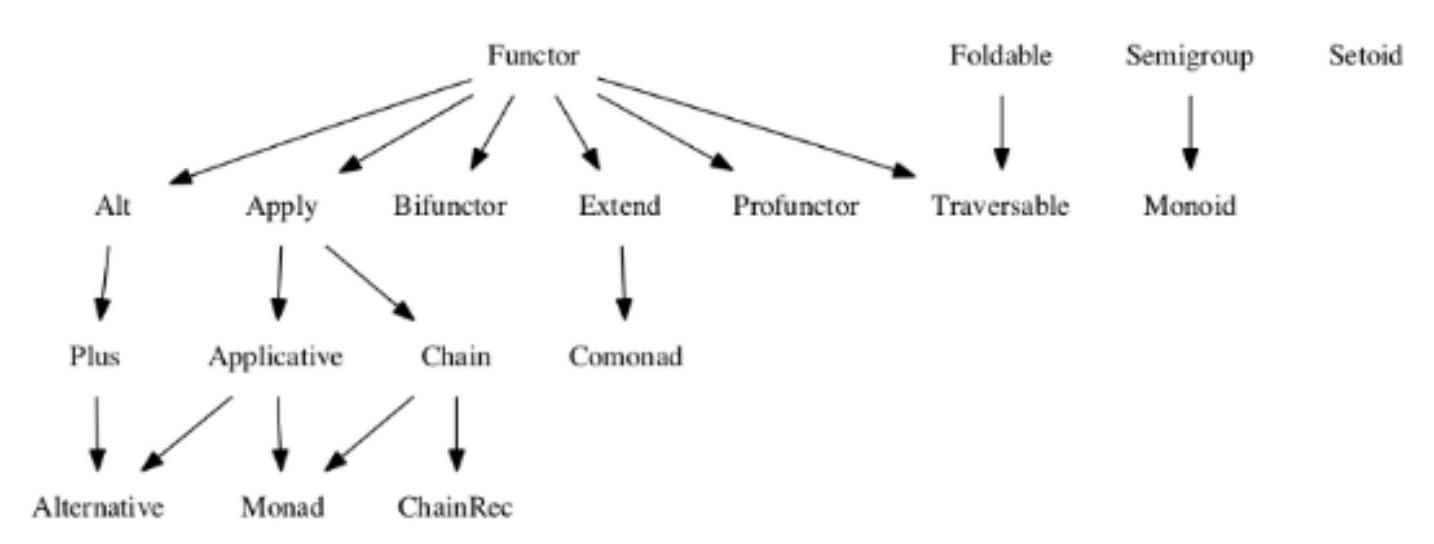 Functor Foldable Semigroup Setoid
Alt Apply Bifunctor Extend Profunctor Traversable Monoid
Plus Applicative Chain Comonad
Alternative Monad ChainRec